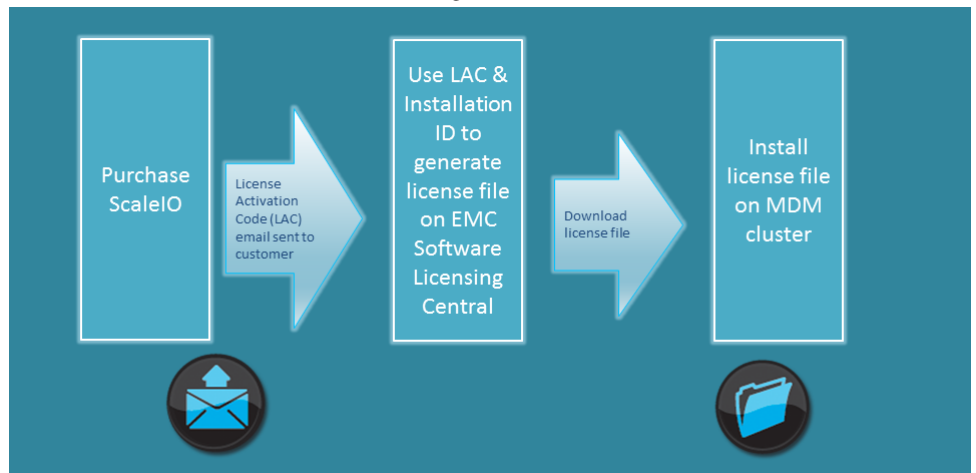 Purchase
ScaleIO
License
Activation
Code (LAC)
email sent to
customer
Use LAC &
Installation
ID to
generate
license file
on EMC
Software
Licensing
Central
Download
license file
Install
license file
on MDM
cluster